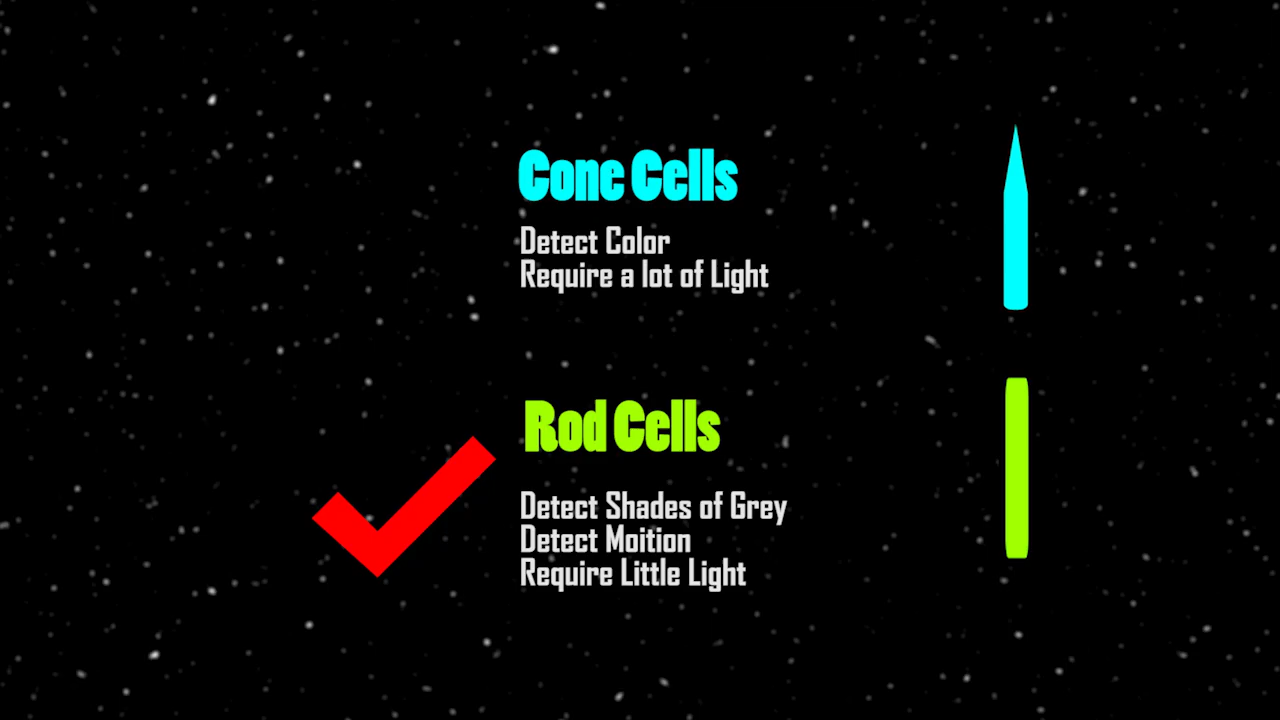 Cone Cells
Detect Color
Require a lot of Light
Rod Cells
Detect Shades of Grey
Detect Moition
Require Little Light